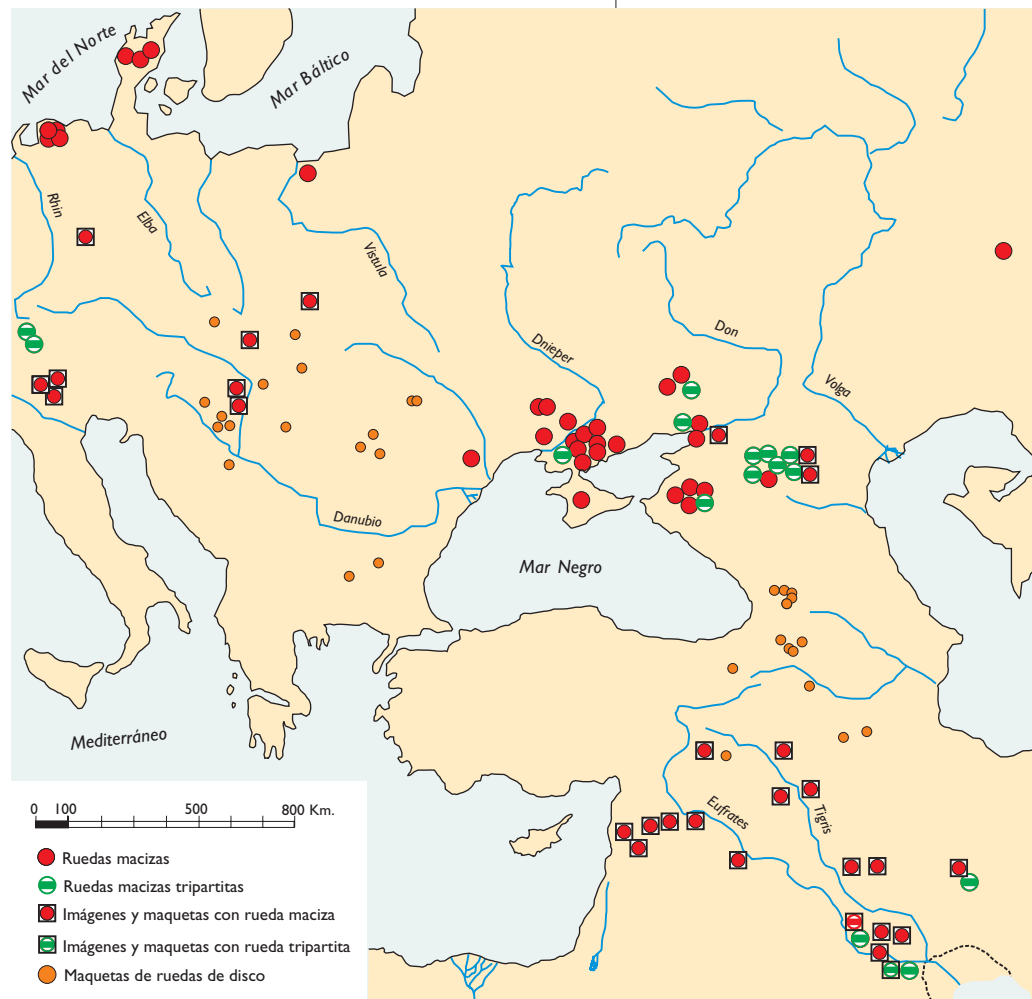 Mar del Norte
Mar Báltico
Rhin
Elba
Vístula
Dnieper
Don
Volga
Danubio
Mar Negro
Mediterráneo
Eufrates
Tigris
0 100 500 800 Km.
Ruedas macizas
Ruedas macizas tripartitas
Imágenes y maquetas con rueda maciza
Imágenes y maquetas con rueda tripartita
Maquetas de ruedas de disco